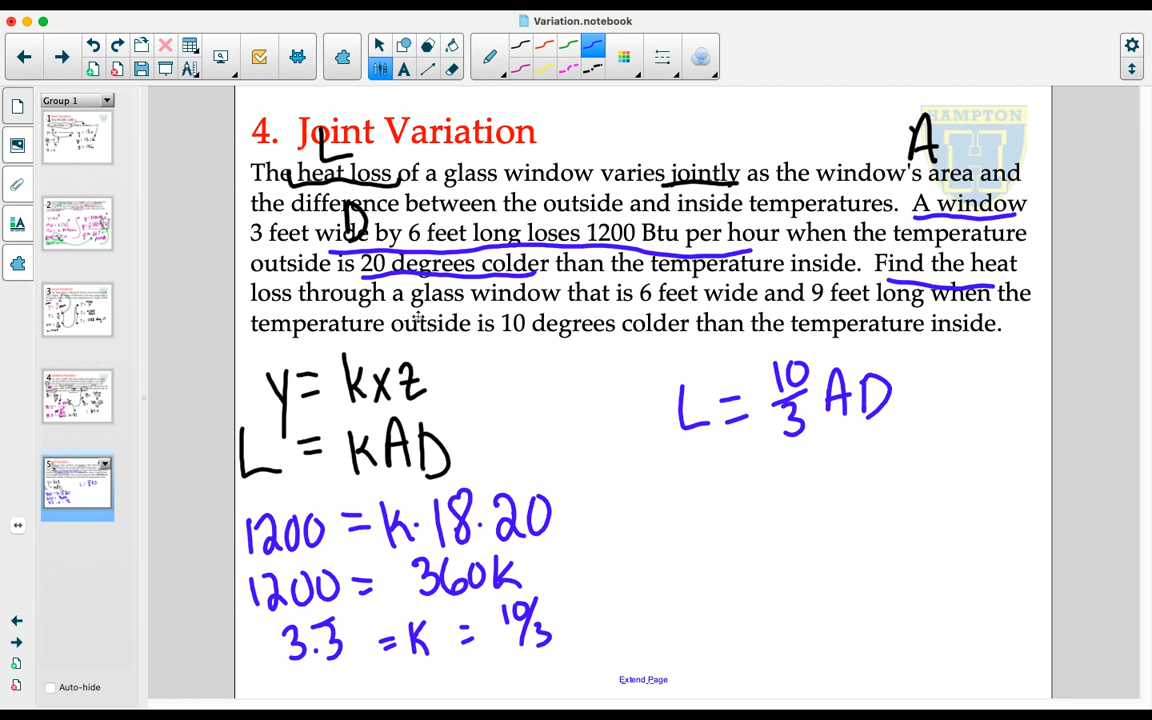 Variation.notebook
Group 1
HAMPTON
H
4. Joint Variation
L
A
The heat loss of a glass window varies jointly as the window's area and
the difference between the outside and inside temperatures. A window
D
3 feet wide by 6 feet long loses 1200 Btu per hour when the temperature
outside is 20 degrees colder than the temperature inside. Find the heat
loss through a glass window that is 6 feet wide and 9 feet long when the
temperature outside is 10 degrees colder than the temperature inside.
y = kxz
L = kAD
1200 = k · 18 · 20
1200 = 360k
3.3̅ = k = 10/3
L = 10/3 AD
Auto-hide
Extend Page